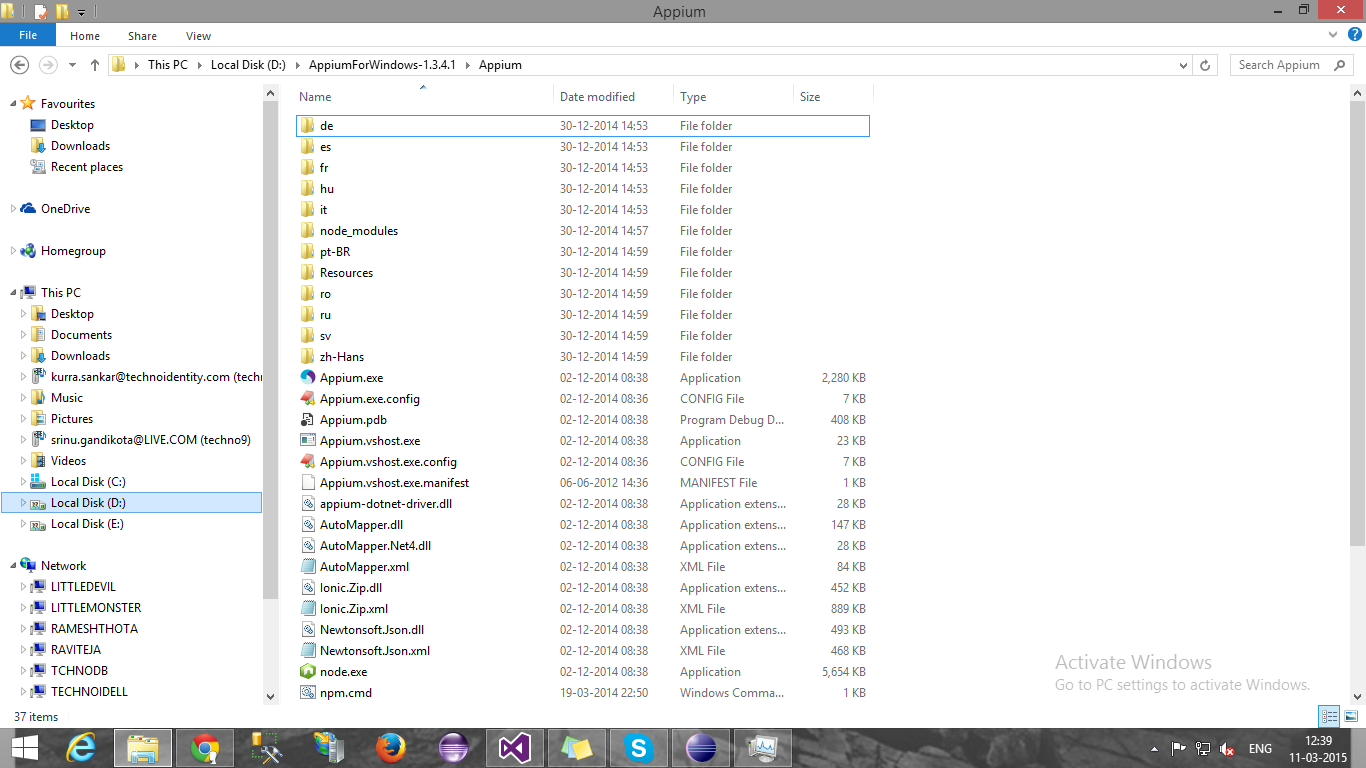 Appium
File Home Share View
This PC Local Disk (D:) AppiumForWindows-1.3.4.1 Appium Search Appium
Favourites
Desktop
Downloads
Recent places
OneDrive
Homegroup
This PC
Desktop
Documents
Downloads
kurra.sankar@technoidentity.com (techn
Music
Pictures
srinu.gandikota@LIVE.COM (techno9)
Videos
Local Disk (C:)
Local Disk (D:)
Local Disk (E:)
Network
LITTLEDEVIL
LITTLEMONSTER
RAMESHTHOTA
RAVITEJA
TCHNODB
TECHNOIDELL
Name Date modified Type Size
de 30-12-2014 14:53 File folder
es 30-12-2014 14:53 File folder
fr 30-12-2014 14:53 File folder
hu 30-12-2014 14:53 File folder
it 30-12-2014 14:53 File folder
node_modules 30-12-2014 14:57 File folder
pt-BR 30-12-2014 14:59 File folder
Resources 30-12-2014 14:59 File folder
ro 30-12-2014 14:59 File folder
ru 30-12-2014 14:59 File folder
sv 30-12-2014 14:59 File folder
zh-Hans 30-12-2014 14:59 File folder
Appium.exe 02-12-2014 08:38 Application 2,280 KB
Appium.exe.config 02-12-2014 08:36 CONFIG File 7 KB
Appium.pdb 02-12-2014 08:38 Program Debug D... 408 KB
Appium.vshost.exe 02-12-2014 08:38 Application 23 KB
Appium.vshost.exe.config 02-12-2014 08:36 CONFIG File 7 KB
Appium.vshost.exe.manifest 06-06-2012 14:36 MANIFEST File 1 KB
appium-dotnet-driver.dll 02-12-2014 08:38 Application extens... 28 KB
AutoMapper.dll 02-12-2014 08:38 Application extens... 147 KB
AutoMapper.Net4.dll 02-12-2014 08:38 Application extens... 28 KB
AutoMapper.xml 02-12-2014 08:38 XML File 84 KB
Ionic.Zip.dll 02-12-2014 08:38 Application extens... 452 KB
Ionic.Zip.xml 02-12-2014 08:38 XML File 889 KB
Newtonsoft.Json.dll 02-12-2014 08:38 Application extens... 493 KB
Newtonsoft.Json.xml 02-12-2014 08:38 XML File 468 KB
node.exe 02-12-2014 08:38 Application 5,654 KB
npm.cmd 19-03-2014 22:50 Windows Comma... 1 KB
Activate Windows
Go to PC settings to activate Windows.
37 items
ENG
12:39
11-03-2015